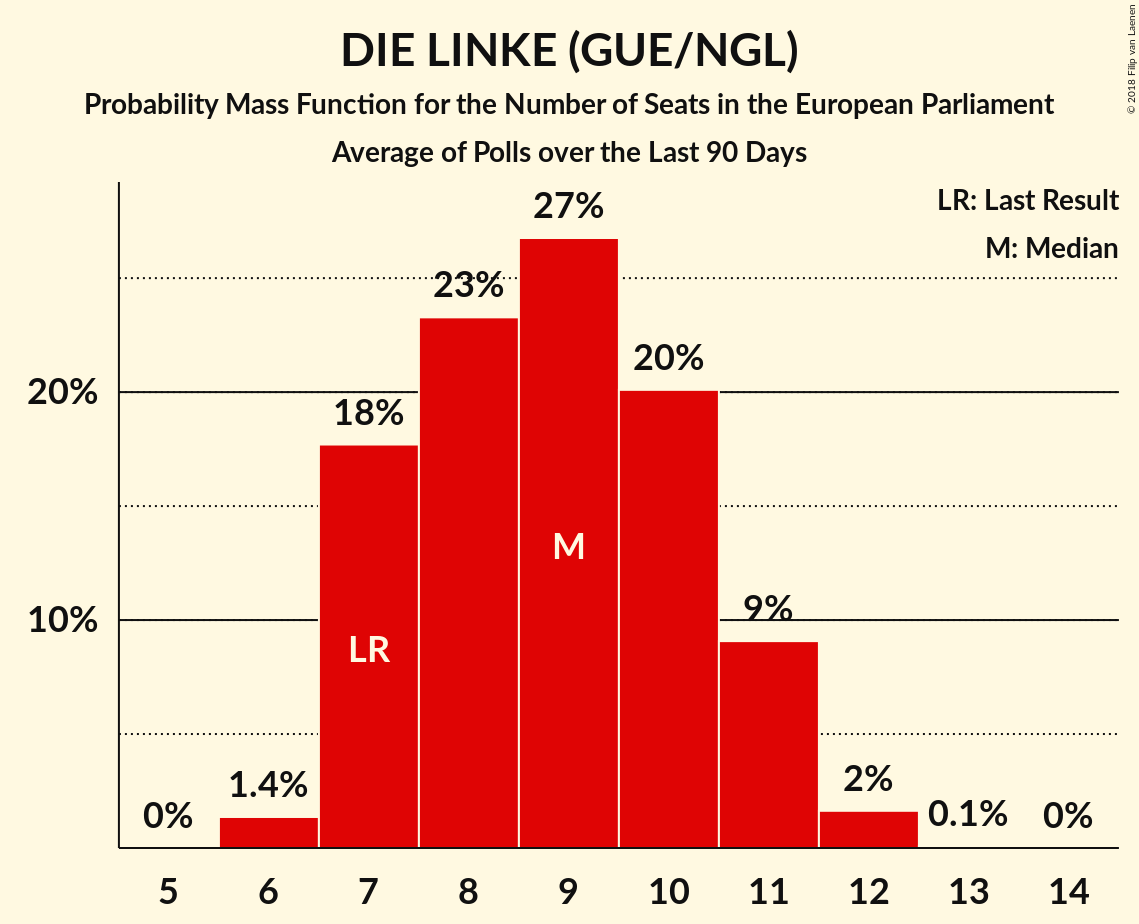 DIE LINKE (GUE/NGL)
Probability Mass Function for the Number of Seats in the European Parliament
Average of Polls over the Last 90 Days
© 2018 Filip van Laenen
LR: Last Result
M: Median
27%
23%
20%
18%
9%
1.4%
2%
0%
0.1%
0%
20%
10%
LR
M
5 6 7 8 9 10 11 12 13 14